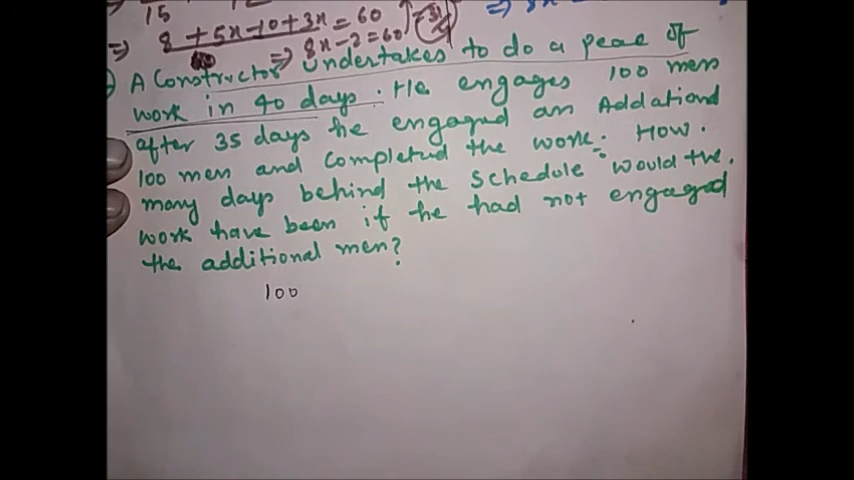 15
=> 8 + 5x - 10 + 3x = 60
=> 8x - 2 = 60
A Constructor undertakes to do a peac of
work in 40 days. He engages 100 men
after 35 days he engaged an Addational
100 men and completed the work. How.
many days behind the schedule would the.
work have been if he had not engaged
the additional men?
100